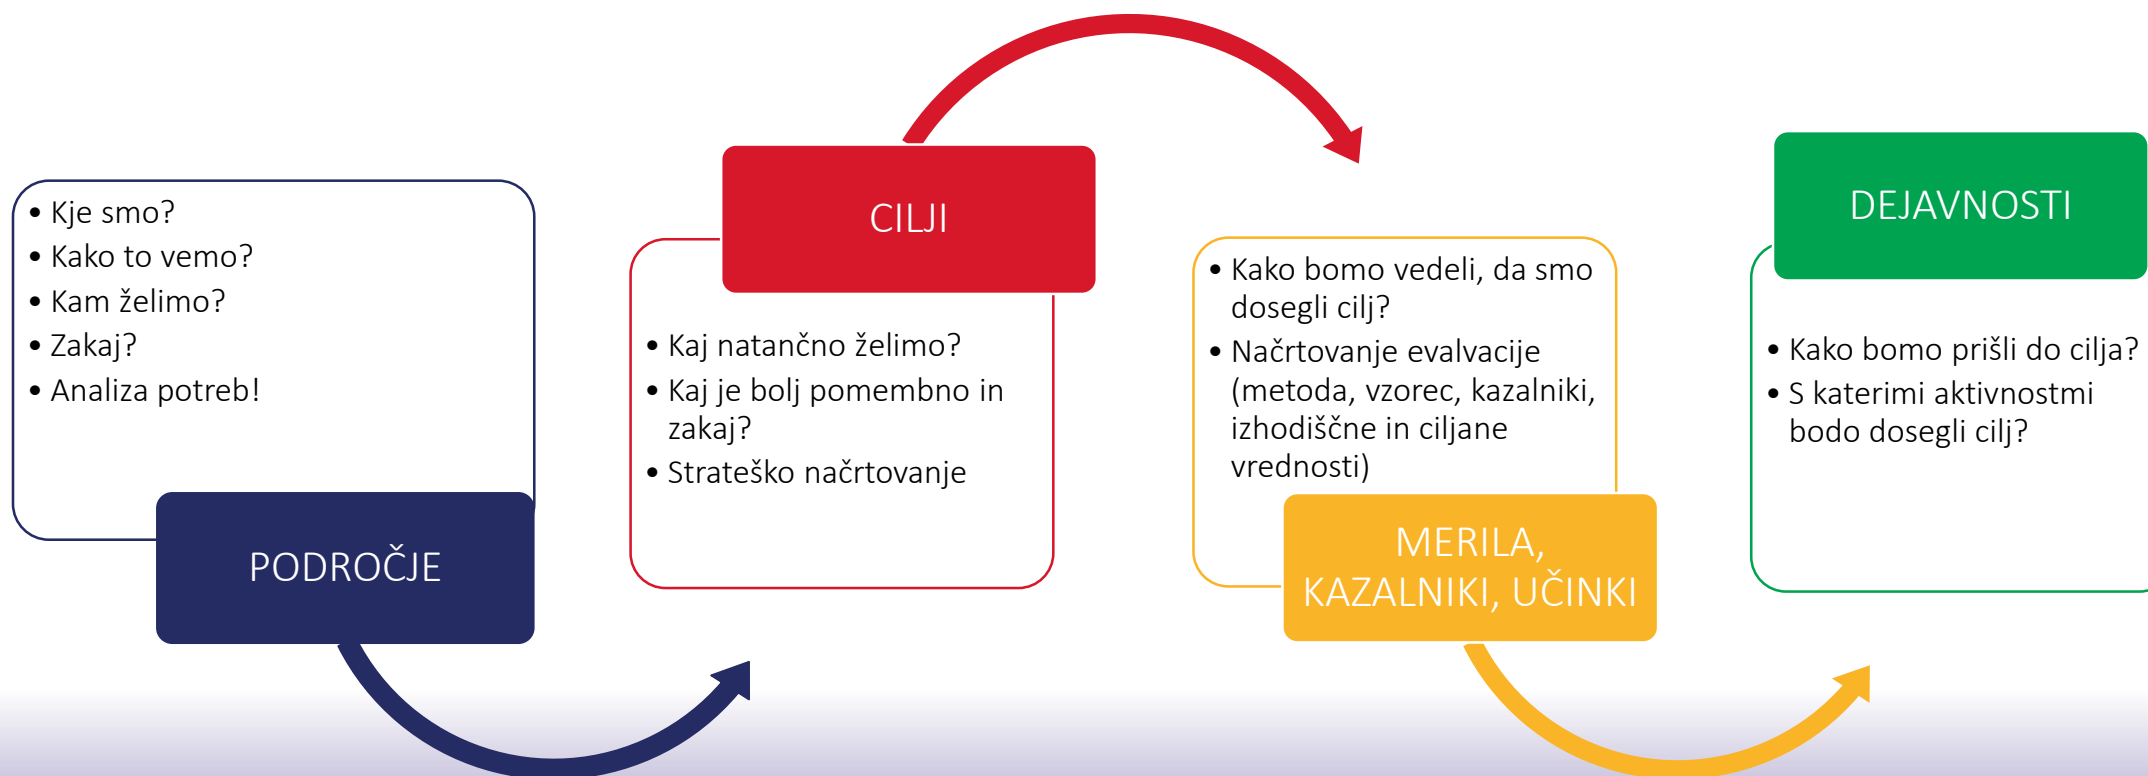 • Kje smo?
• Kako to vemo?
• Kam želimo?
• Zakaj?
• Analiza potreb!
PODROČJE
CILJI
• Kaj natančno želimo?
• Kaj je bolj pomembno in
zakaj?
• Strateško načrtovanje
• Kako bomo vedeli, da smo
dosegli cilj?
• Načrtovanje evalvacije
(metoda, vzorec, kazalniki,
izhodiščne in ciljane
vrednosti)
MERILA,
KAZALNIKI, UČINKI
DEJAVNOSTI
• Kako bomo prišli do cilja?
• S katerimi aktivnostmi
bodo dosegli cilj?